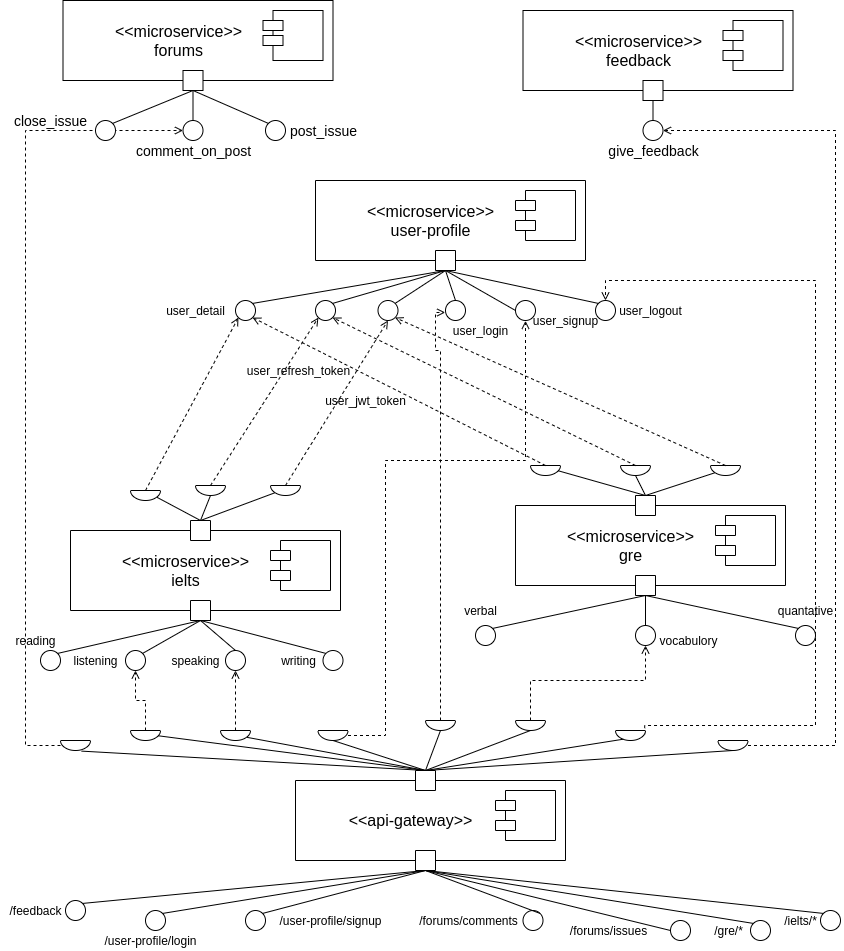 <<microservice>>
forums
<<microservice>>
feedback
close_issue
post_issue
comment_on_post
give_feedback
<<microservice>>
user-profile
user_detail
user_login
user_signup
user_logout
user_refresh_token
user_jwt_token
<<microservice>>
ielts
<<microservice>>
gre
verbal
quantative
vocabulory
reading
listening
speaking
writing
<<api-gateway>>
/feedback
/user-profile/login
/user-profile/signup
/forums/comments
/forums/issues
/gre/*
/ielts/*